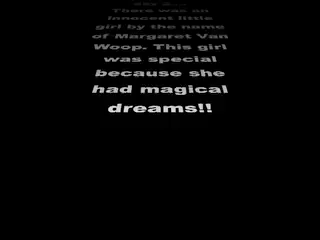 There was an
innocent little
girl by the name
of Margaret Van
Woop. This girl
was special
because she
had magical
dreams!!